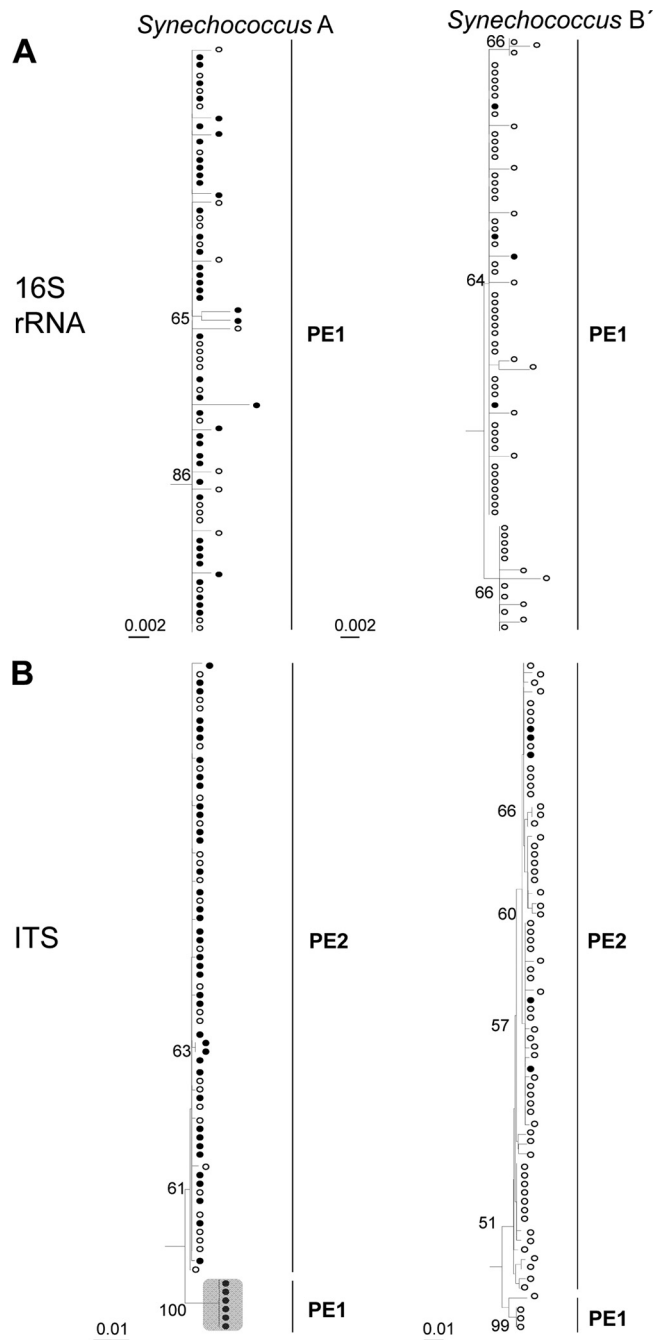 Synechococcus A
Synechococcus B´
A
66
16S
rRNA
64
65
PE1
PE1
86
66
0.002
0.002
B
66
60
ITS
PE2
PE2
57
63
61
51
100
PE1
PE1
99
0.01
0.01